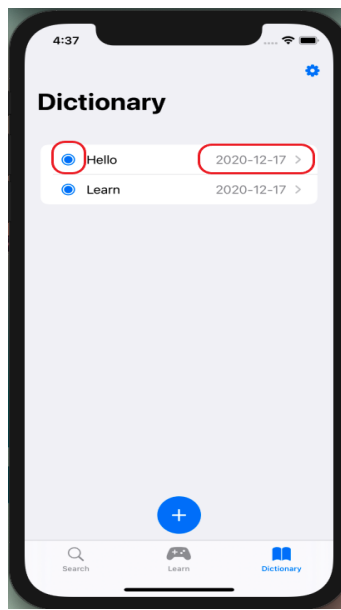 4:37
Dictionary
Hello 2020-12-17
Learn 2020-12-17
Search Learn Dictionary